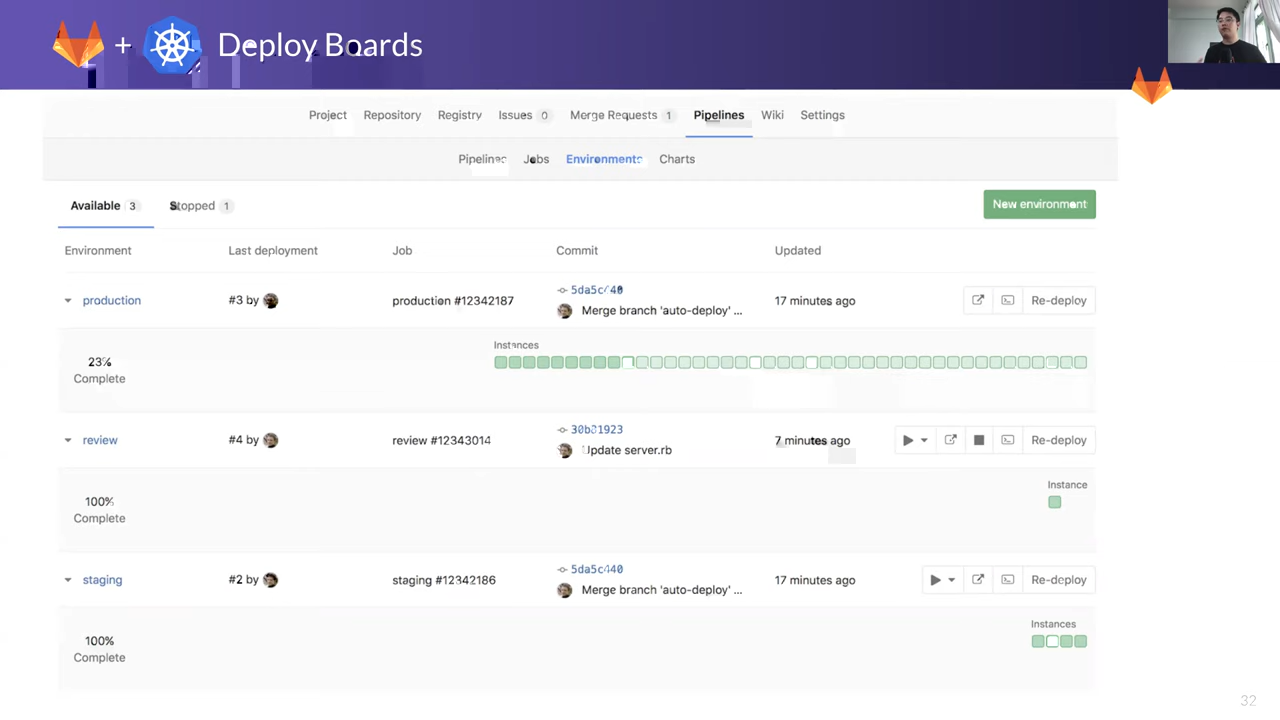 + Deploy Boards
Project Repository Registry Issues 0 Merge Requests 1 Pipelines Wiki Settings
Pipelines Jobs Environments Charts
Available 3 Stopped 1 New environment
Environment Last deployment Job Commit Updated
production #3 by production #12342187 5da5c440 Merge branch 'auto-deploy' ... 17 minutes ago Re-deploy
23% Complete Instances
review #4 by review #12343014 30b81923 Update server.rb 7 minutes ago Re-deploy
100% Complete Instance
staging #2 by staging #12342186 5da5c440 Merge branch 'auto-deploy' ... 17 minutes ago Re-deploy
100% Complete Instances
32